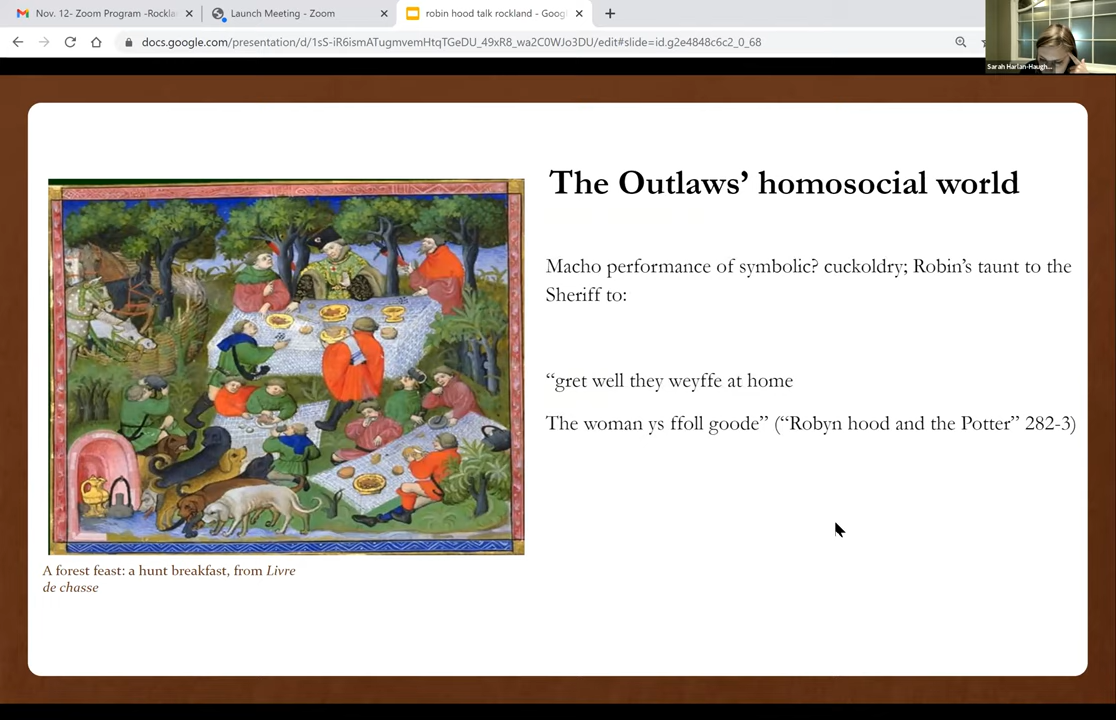 Nov. 12- Zoom Program -Rockla
Launch Meeting - Zoom
robin hood talk rockland - Goog
docs.google.com/presentation/d/1sS-iR6ismATugmvemHtqTGeDU_49xR8_wa2C0WJo3DU/edit#slide=id.g2e4848c6c2_0_68
Sarah Harlan-Haugh...
The Outlaws’ homosocial world
Macho performance of symbolic? cuckoldry; Robin’s taunt to the
Sheriff to:
“gret well they weyffe at home
The woman ys ffoll goode” (“Robyn hood and the Potter” 282-3)
A forest feast: a hunt breakfast, from Livre
de chasse